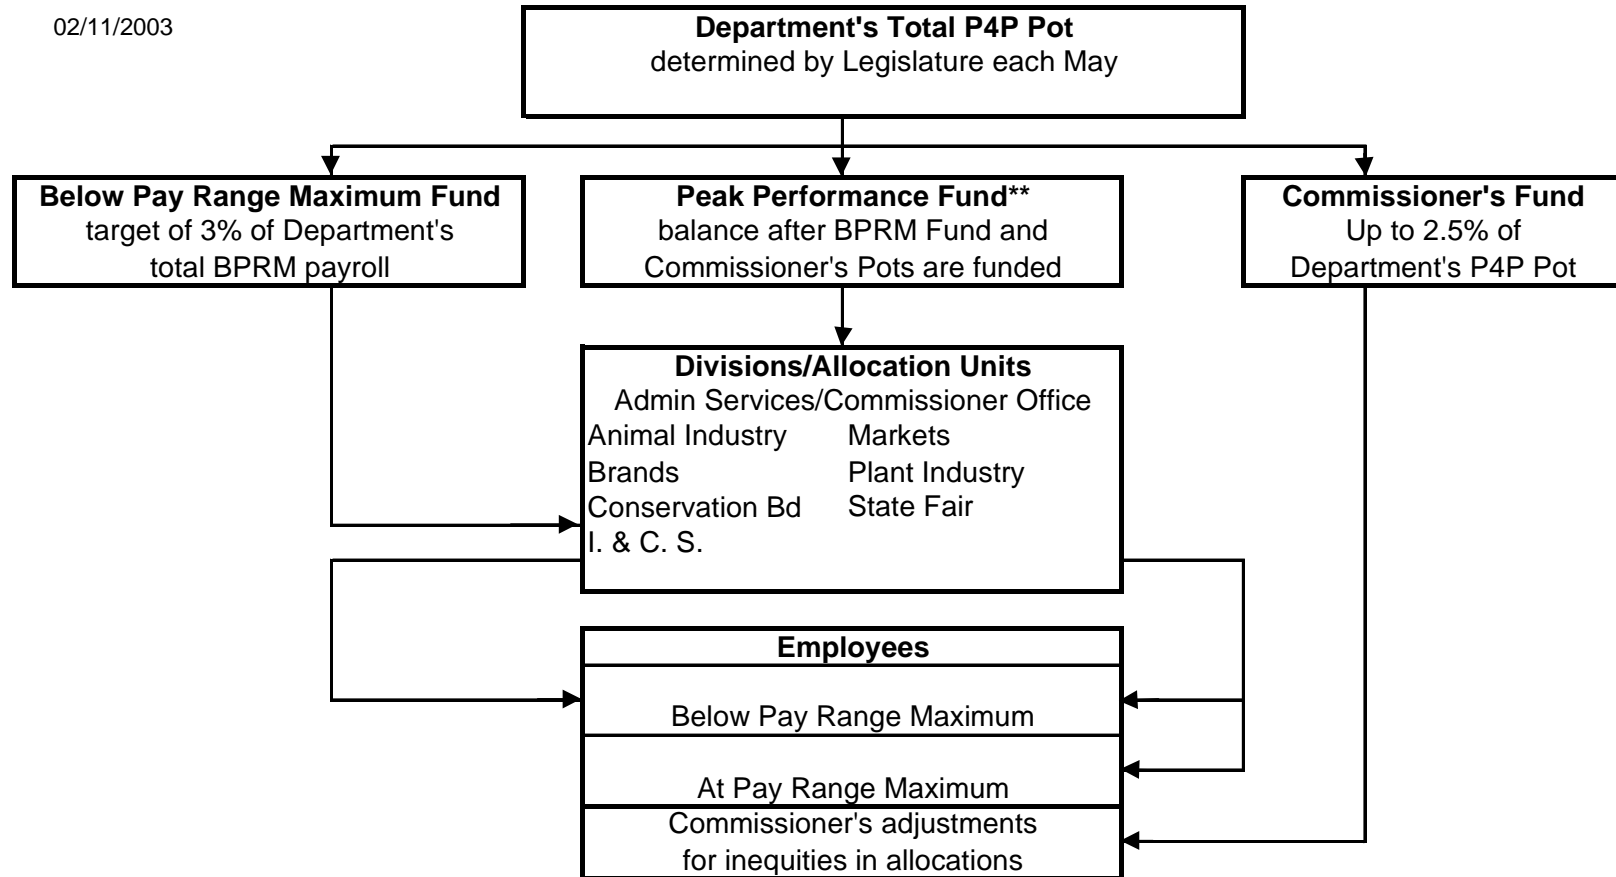 02/11/2003
Department's Total P4P Pot
determined by Legislature each May
Below Pay Range Maximum Fund
target of 3% of Department's
total BPRM payroll
Peak Performance Fund**
balance after BPRM Fund and
Commissioner's Pots are funded
Commissioner's Fund
Up to 2.5% of
Department's P4P Pot
Divisions/Allocation Units
Admin Services/Commissioner Office
Animal Industry Markets
Brands Plant Industry
Conservation Bd State Fair
I. & C. S.
Employees
Below Pay Range Maximum
At Pay Range Maximum
Commissioner's adjustments
for inequities in allocations